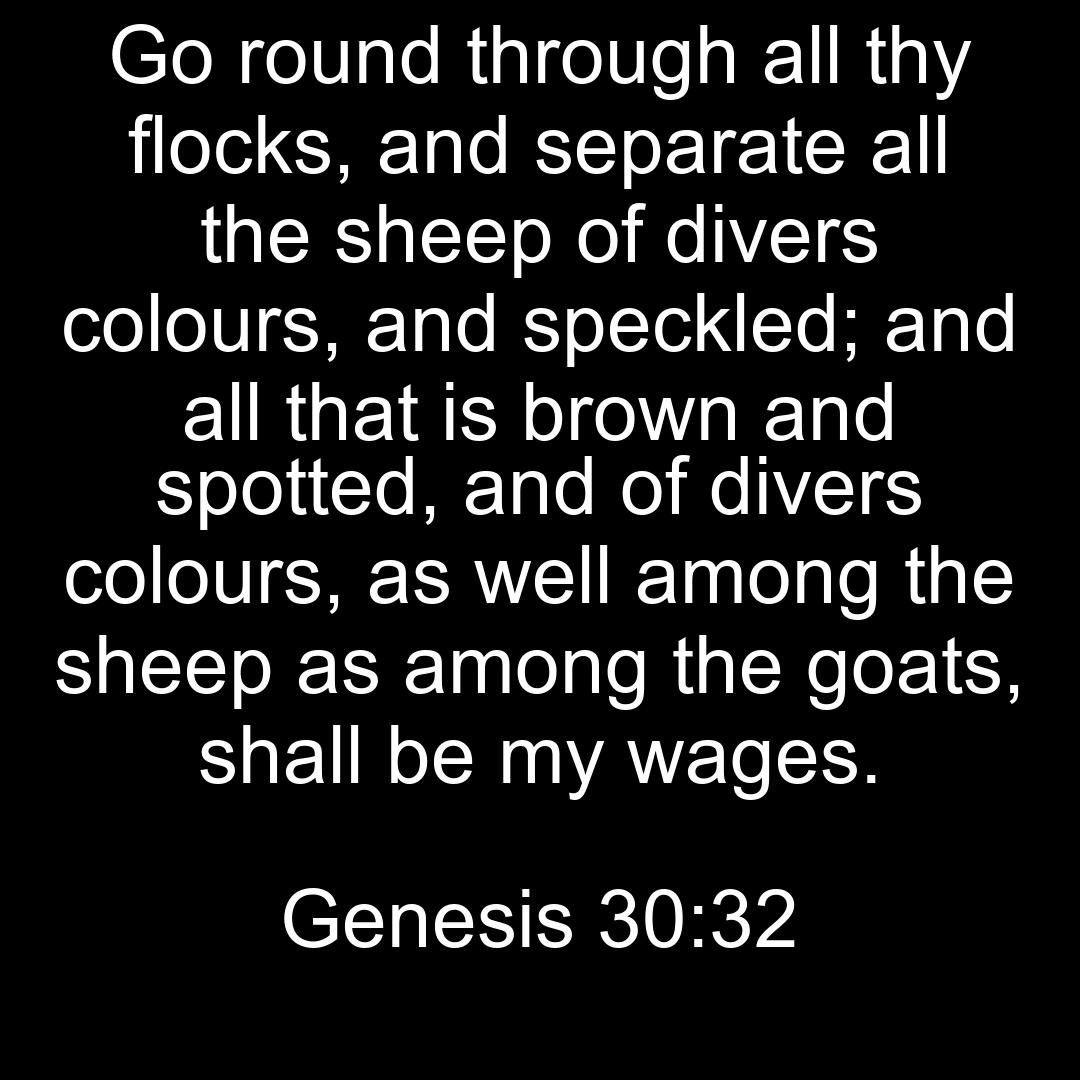 Go round through all thy
flocks, and separate all
the sheep of divers
colours, and speckled; and
all that is brown and
spotted, and of divers
colours, as well among the
sheep as among the goats,
shall be my wages.
Genesis 30:32